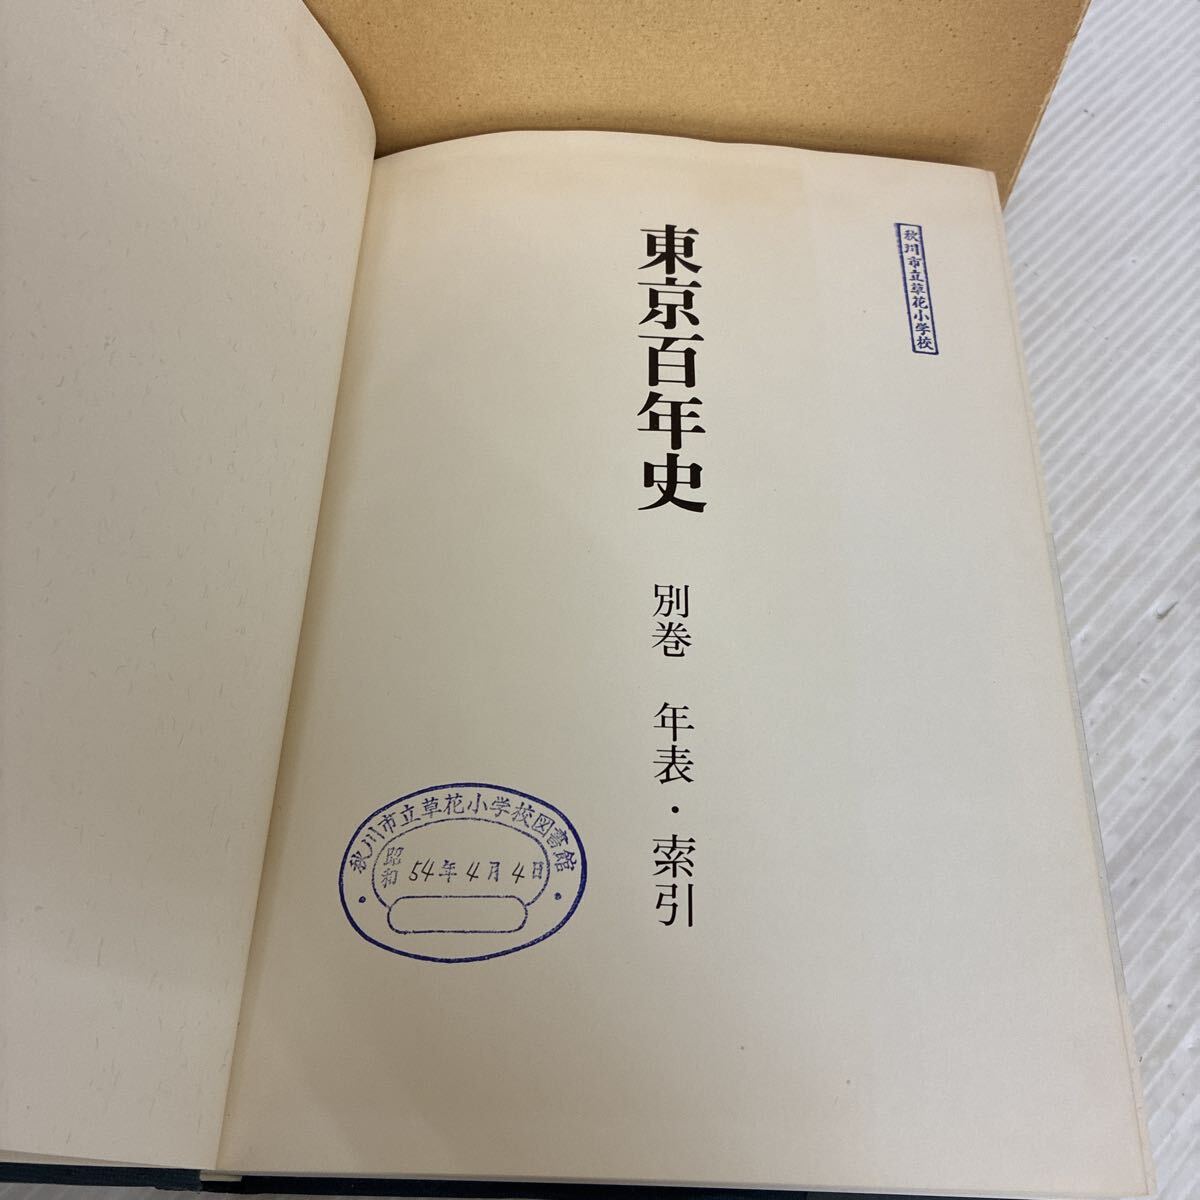 秋川市立草花小学校
東京百年史 別巻 年表・索引
秋川市立草花小学校図書館
昭和 54年4月4日